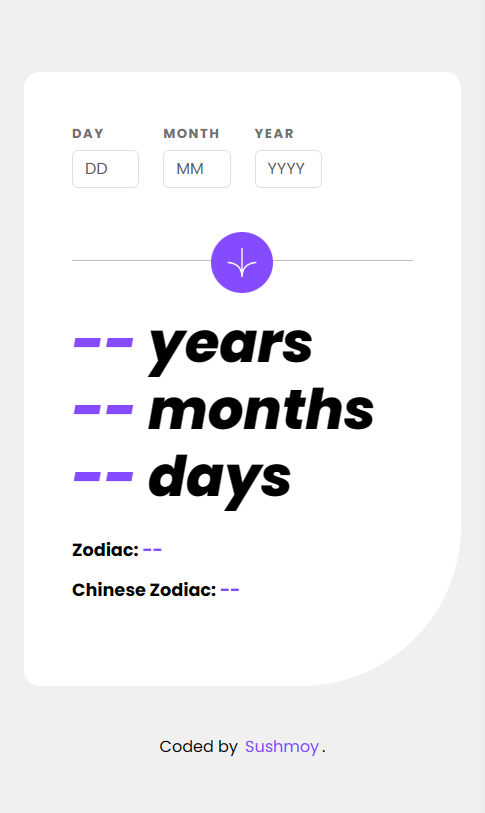 DAY MONTH YEAR
DD MM YYYY
-- years
-- months
-- days
Zodiac: --
Chinese Zodiac: --
Coded by Sushmoy.